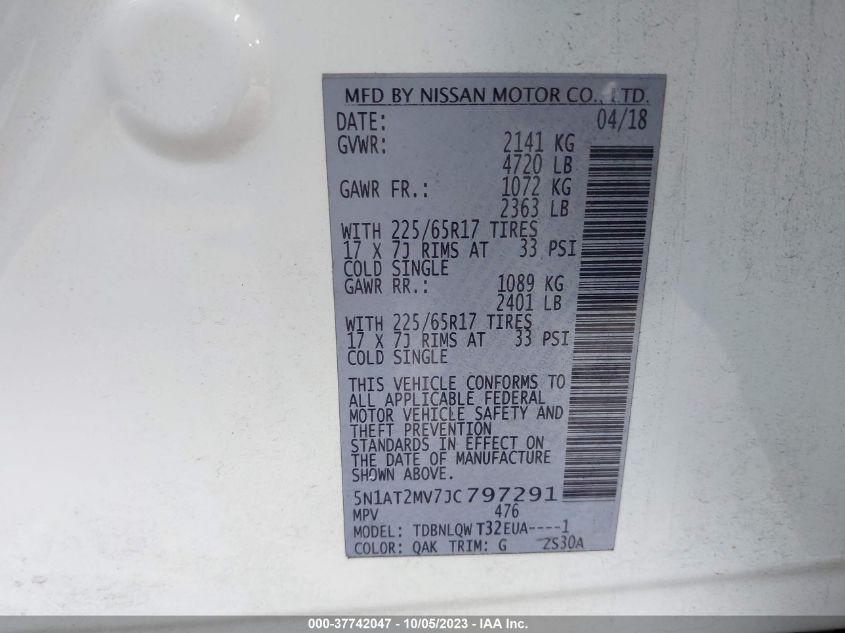 MFD BY NISSAN MOTOR CO., LTD.
DATE: 04/18
GVWR: 2141 KG
4720 LB
GAWR FR.: 1072 KG
2363 LB
WITH 225/65R17 TIRES
17 X 7J RIMS AT 33 PSI
COLD SINGLE
GAWR RR.: 1089 KG
2401 LB
WITH 225/65R17 TIRES
17 X 7J RIMS AT 33 PSI
COLD SINGLE
THIS VEHICLE CONFORMS TO
ALL APPLICABLE FEDERAL
MOTOR VEHICLE SAFETY AND
THEFT PREVENTION
STANDARDS IN EFFECT ON
THE DATE OF MANUFACTURE
SHOWN ABOVE.
5N1AT2MV7JC797291
MPV 476
MODEL: TDBNLQW T32EUA----1
COLOR: QAK TRIM: G ZS30A
000-37742047 - 10/05/2023 - IAA Inc.